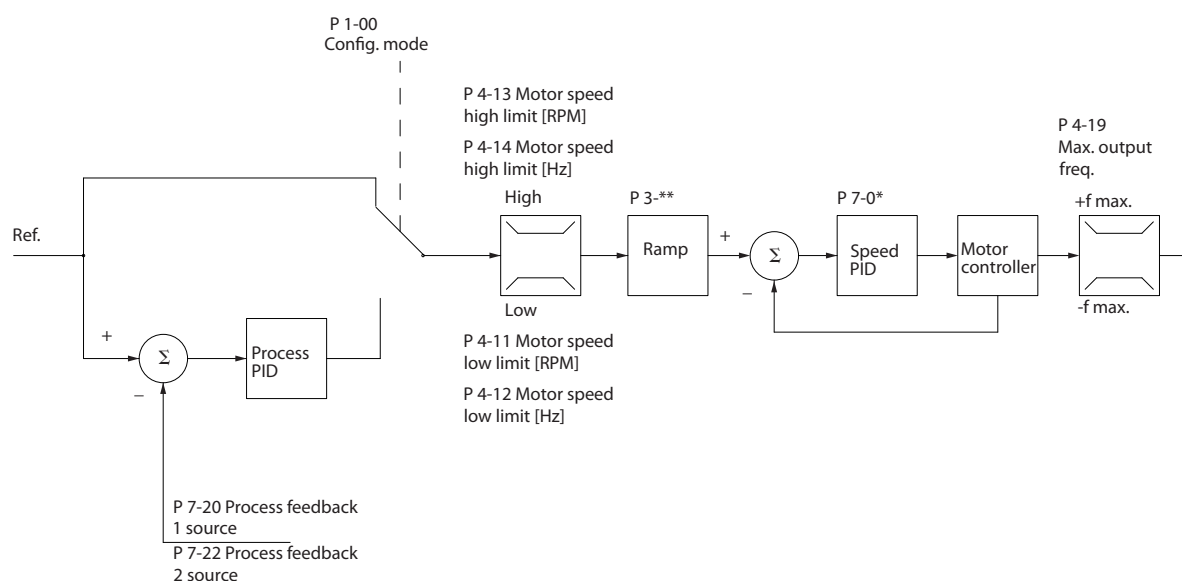 P 1-00
Config. mode
P 4-13 Motor speed
high limit [RPM]
P 4-14 Motor speed
high limit [Hz]
P 4-19
Max. output
freq.
High
P 3-**
P 7-0*
+f max.
Ref.
Ramp
+
Σ
−
Speed
PID
Motor
controller
Low
-f max.
+
Σ
−
Process
PID
P 4-11 Motor speed
low limit [RPM]
P 4-12 Motor speed
low limit [Hz]
P 7-20 Process feedback
1 source
P 7-22 Process feedback
2 source
130BA178.10